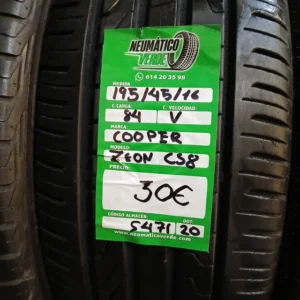 NEUMÁTICO
VERDE
614 20 35 98
MEDIDA:
195/45/16
C. CARGA: C. VELOCIDAD:
84 V
MARCA:
COOPER
MODELO:
ZEON CS8
PRECIO:
30€
CÓDIGO ALMACÉN: DOT:
5471 20
www.neumaticoverde.com